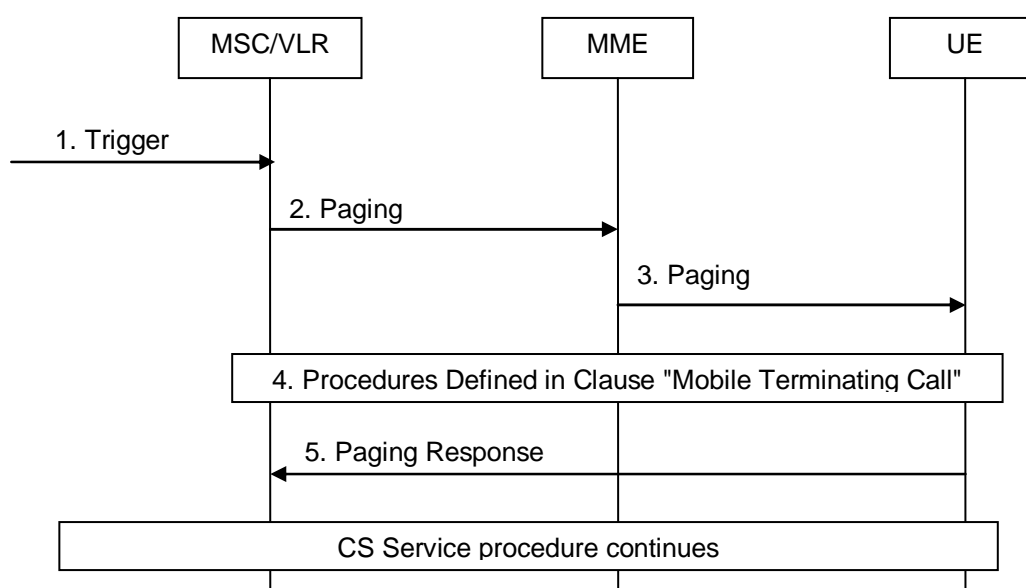 MSC/VLR
MME
UE
1. Trigger
2. Paging
3. Paging
4. Procedures Defined in Clause "Mobile Terminating Call"
5. Paging Response
CS Service procedure continues